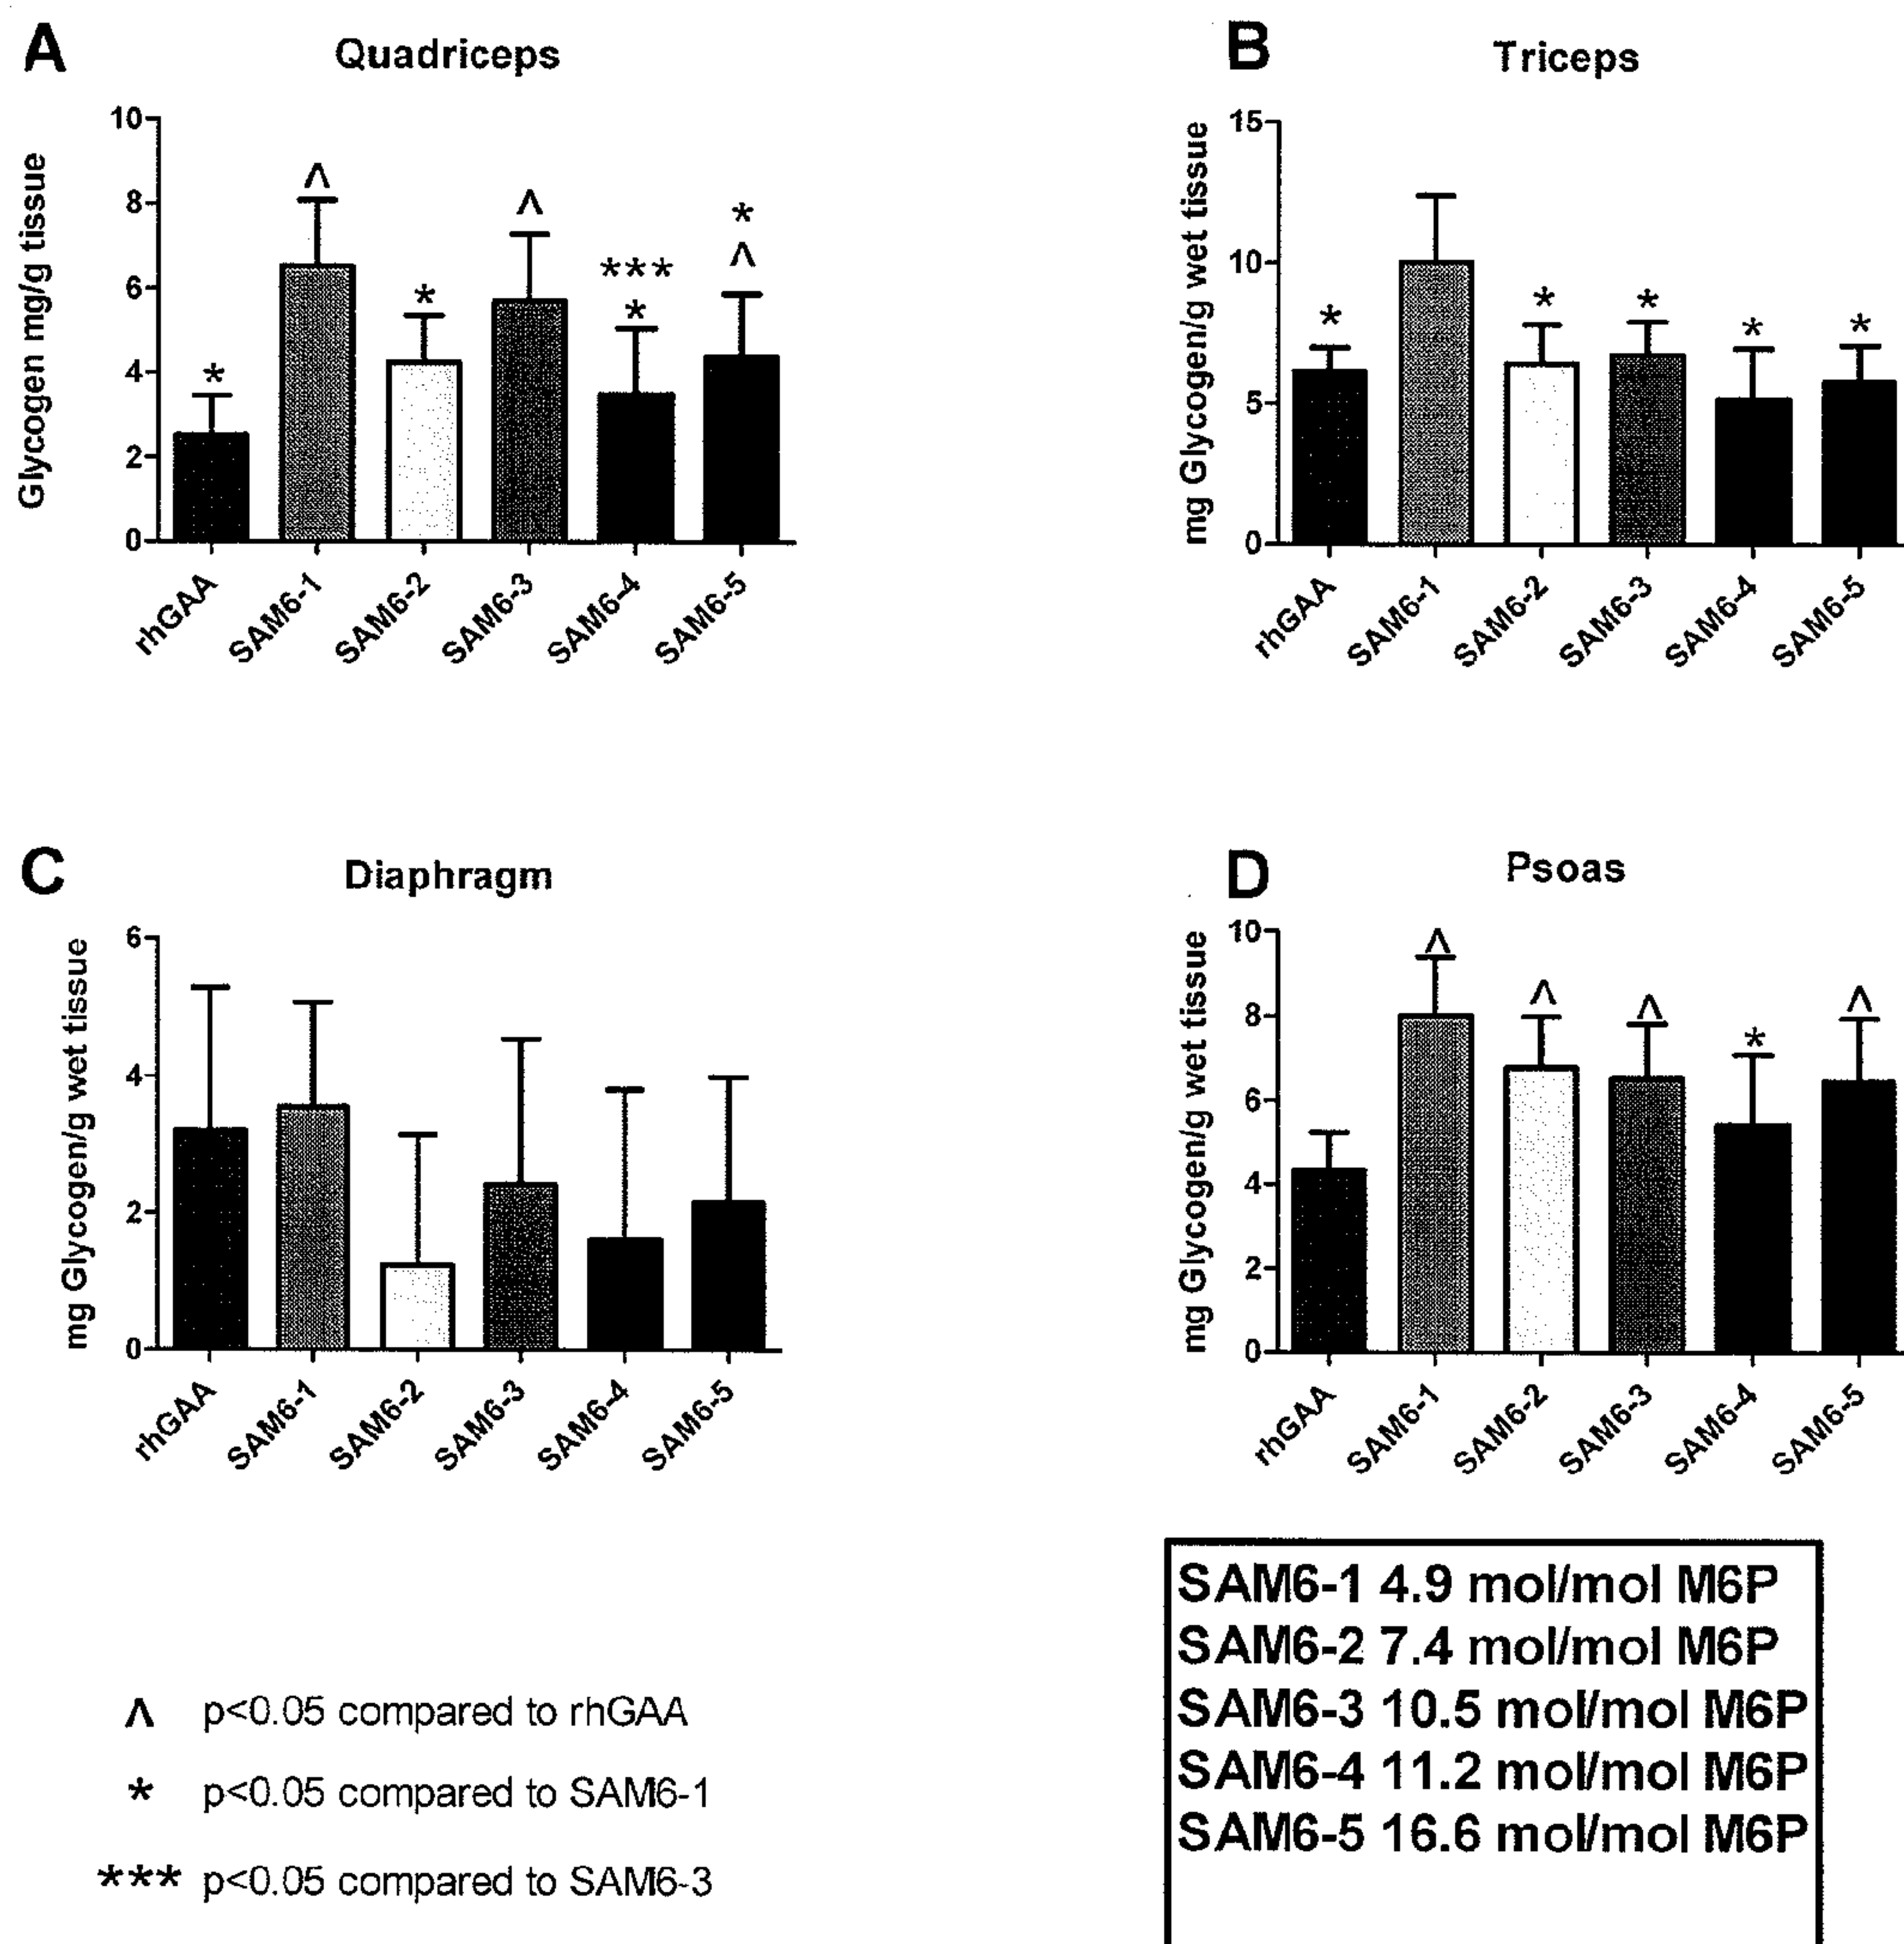 A
Quadriceps
Glycogen mg/g tissue
10
8
6
4
2
0
^
^
*
^
*
***
*
*
rhGAA
SAM6-1
SAM6-2
SAM6-3
SAM6-4
SAM6-5
B
Triceps
mg Glycogen/g wet tissue
15
10
5
0
*
*
*
*
*
rhGAA
SAM6-1
SAM6-2
SAM6-3
SAM6-4
SAM6-5
C
Diaphragm
mg Glycogen/g wet tissue
6
4
2
0
rhGAA
SAM6-1
SAM6-2
SAM6-3
SAM6-4
SAM6-5
D
Psoas
mg Glycogen/g wet tissue
10
8
6
4
2
0
^
^
^
*
^
rhGAA
SAM6-1
SAM6-2
SAM6-3
SAM6-4
SAM6-5
^ p<0.05 compared to rhGAA
* p<0.05 compared to SAM6-1
*** p<0.05 compared to SAM6-3
SAM6-1 4.9 mol/mol M6P
SAM6-2 7.4 mol/mol M6P
SAM6-3 10.5 mol/mol M6P
SAM6-4 11.2 mol/mol M6P
SAM6-5 16.6 mol/mol M6P